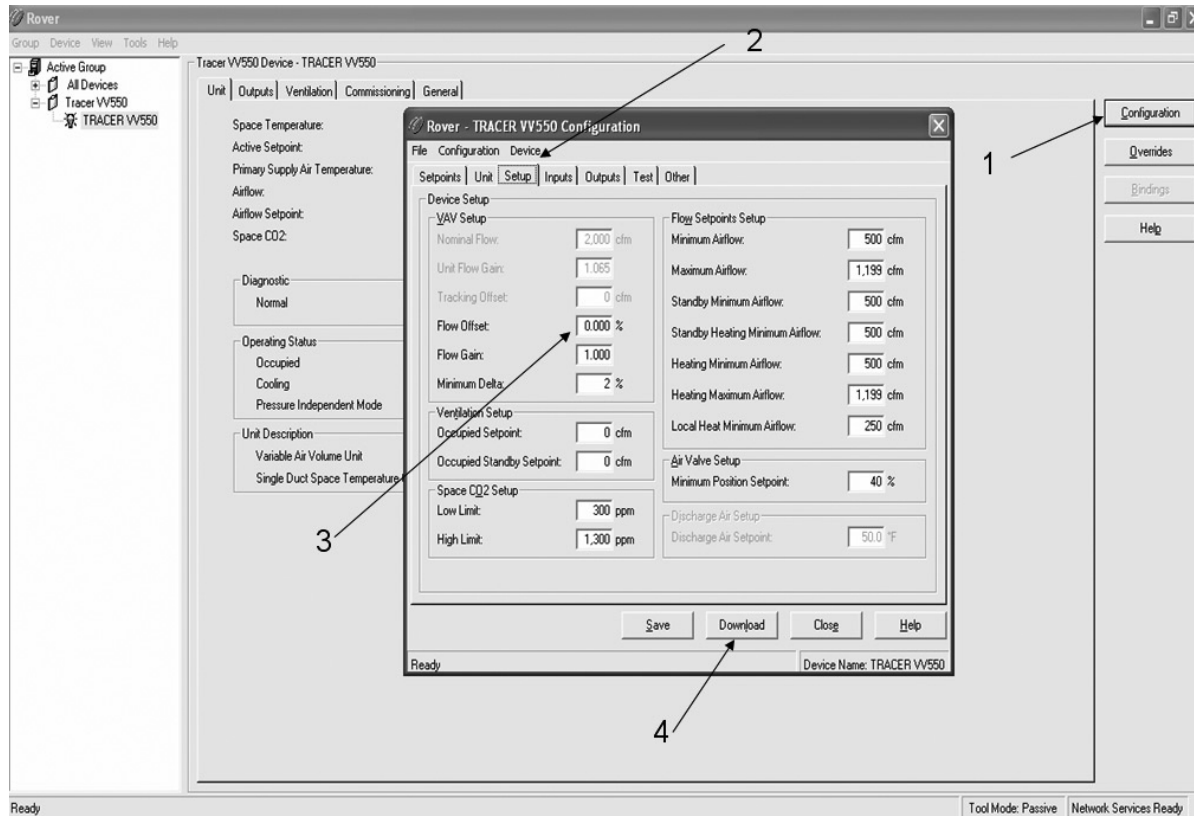 Rover
Group Device View Tools Help
Active Group
All Devices
Tracer VV550
TRACER VV550
Tracer VV550 Device - TRACER VV550
Unit Outputs Ventilation Commissioning General
Space Temperature:
Active Setpoint:
Primary Supply Air Temperature:
Airflow:
Airflow Setpoint:
Space CO2:
Diagnostic
Normal
Operating Status
Occupied
Cooling
Pressure Independent Mode
Unit Description
Variable Air Volume Unit
Single Duct Space Temperature
2
Rover - TRACER VV550 Configuration
File Configuration Device
Setpoints Unit Setup Inputs Outputs Test Other
Device Setup
VAV Setup
Nominal Flow: 2,000 cfm
Unit Flow Gain: 1.065
Tracking Offset: 0 cfm
Flow Offset: 0.000 %
Flow Gain: 1.000
Minimum Delta: 2 %
Ventilation Setup
Occupied Setpoint: 0 cfm
Occupied Standby Setpoint: 0 cfm
Space CO2 Setup
Low Limit: 300 ppm
High Limit: 1,300 ppm
Flow Setpoints Setup
Minimum Airflow: 500 cfm
Maximum Airflow: 1,199 cfm
Standby Minimum Airflow: 500 cfm
Standby Heating Minimum Airflow: 500 cfm
Heating Minimum Airflow: 500 cfm
Heating Maximum Airflow: 1,199 cfm
Local Heat Minimum Airflow: 250 cfm
Air Valve Setup
Minimum Position Setpoint: 40 %
Discharge Air Setup
Discharge Air Setpoint: 50.0 °F
3
Save Download Close Help
Ready Device Name: TRACER VV550
4
1
Configuration
Overrides
Bindings
Help
Ready Tool Mode: Passive Network Services Ready